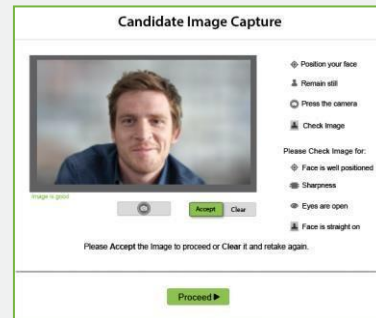 Candidate Image Capture
Position your face
Remain still
Press the camera
Check Image
Please Check Image for:
Face is well positioned
Sharpness
Eyes are open
Face is straight on
Image is good
Accept
Clear
Please Accept the Image to proceed or Clear it and retake again.
Proceed